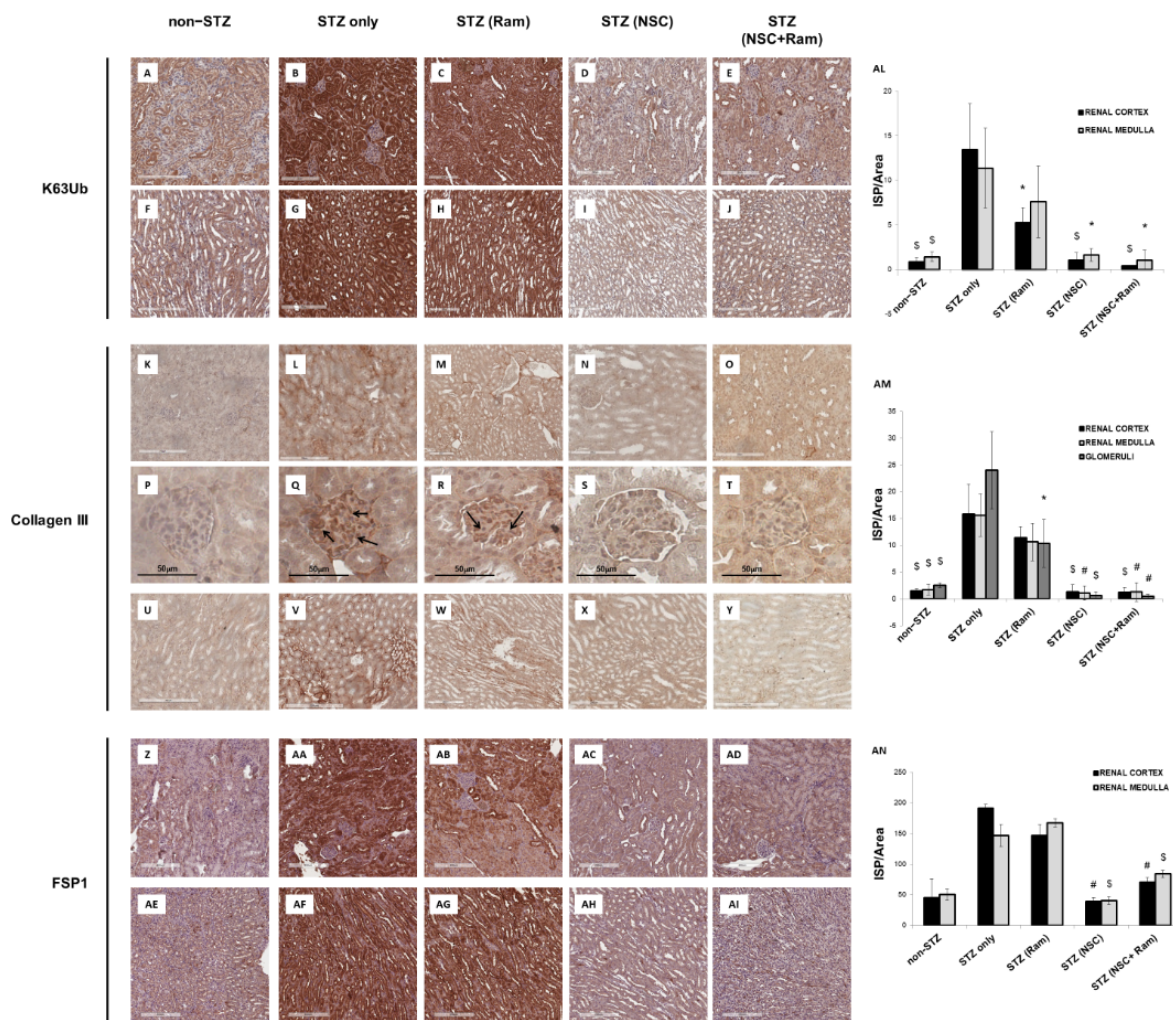 non−STZ
STZ only
STZ (Ram)
STZ (NSC)
STZ
(NSC+Ram)
K63Ub
A
B
C
D
E
F
G
H
I
J
AL
ISP/Area
20
15
10
5
0
-5
RENAL CORTEX
RENAL MEDULLA
$ $
*
$ *
$ *
non−STZ
STZ only
STZ (Ram)
STZ (NSC)
STZ (NSC+Ram)
Collagen III
K
L
M
N
O
P
Q
R
S
T
50µm
50µm
50µm
50µm
50µm
U
V
W
X
Y
AM
ISP/Area
35
30
25
20
15
10
5
0
-5
RENAL CORTEX
RENAL MEDULLA
GLOMERULI
$ $ $
*
$ # $
$ # #
non−STZ
STZ only
STZ (Ram)
STZ (NSC)
STZ (NSC+Ram)
FSP1
Z
AA
AB
AC
AD
AE
AF
AG
AH
AI
AN
ISP/Area
250
200
150
100
50
0
RENAL CORTEX
RENAL MEDULLA
# $
# $
non−STZ
STZ only
STZ (Ram)
STZ (NSC)
STZ (NSC+ Ram)